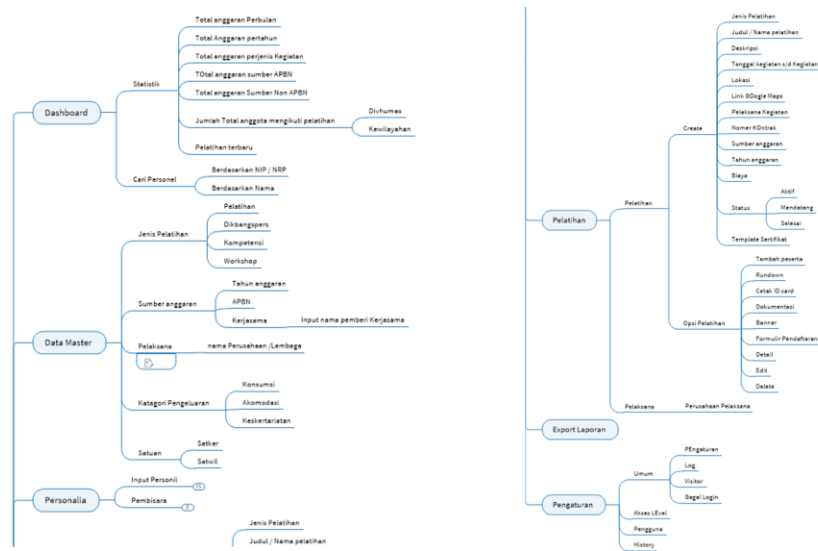 Total anggaran Perbulan
Total Anggaran pertahun
Total anggaran perjenis Kegiatan
TOtal anggaran sumber APBN
Total anggaran Sumber Non APBN
Jumlah Total anggota mengikuti pelatihan
Divhumas
Kewilayahan
Pelatihan terbaru
Statistik
Dashboard
Cari Personel
Berdasarkan NIP / NRP
Berdasarkan Nama
Data Master
Jenis Pelatihan
Pelatihan
Dikbangspers
Kompetensi
Workshop
Sumber anggaran
Tahun anggaran
APBN
Kerjasama
Input nama pemberi Kerjasama
Pelaksana
nama Perusahaan /Lembaga
Katagori Pengeluaran
Konsumsi
Akomodasi
Keskertariatan
Satuan
Satker
Satwil
Personalia
Input Personil
Pembicara
Jenis Pelatihan
Judul / Nama pelatihan
Pelatihan
Pelatihan
Create
Jenis Pelatihan
Judul / Nama pelatihan
Deskripsi
Tanggal kegiatan s/d Kegiatan
Lokasi
Link GOogle Maps
Pelaksana Kegiatan
Nomer KOntrak
Sumber anggaran
Tahun anggaran
Biaya
Status
Aktif
Mendatang
Selesai
Template Sertifikat
Opsi Pelatihan
Tambah peserta
Rundown
Cetak ID card
Dokumentasi
Banner
Formulir Pendaftaran
Detail
Edit
Delete
Pelaksana
Perusahaan Pelaksana
Export Laporan
Pengaturan
Umum
PEngaturan
Log
Visitor
Gagal Login
Akses LEvel
Pengguna
History